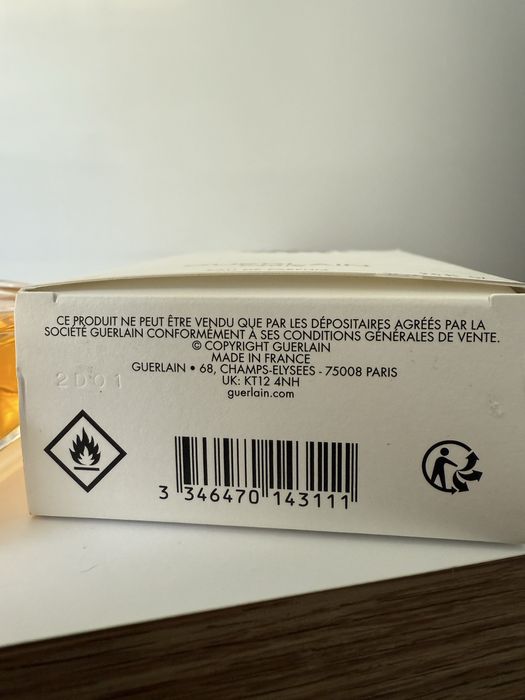 CE PRODUIT NE PEUT ÊTRE VENDU QUE PAR LES DÉPOSITAIRES AGRÉÉS PAR LA
SOCIÉTÉ GUERLAIN CONFORMÉMENT À SES CONDITIONS GÉNÉRALES DE VENTE.
© COPYRIGHT GUERLAIN
MADE IN FRANCE
GUERLAIN • 68, CHAMPS-ELYSEES - 75008 PARIS
UK: KT12 4NH
guerlain.com
2D01
3 346470 143111